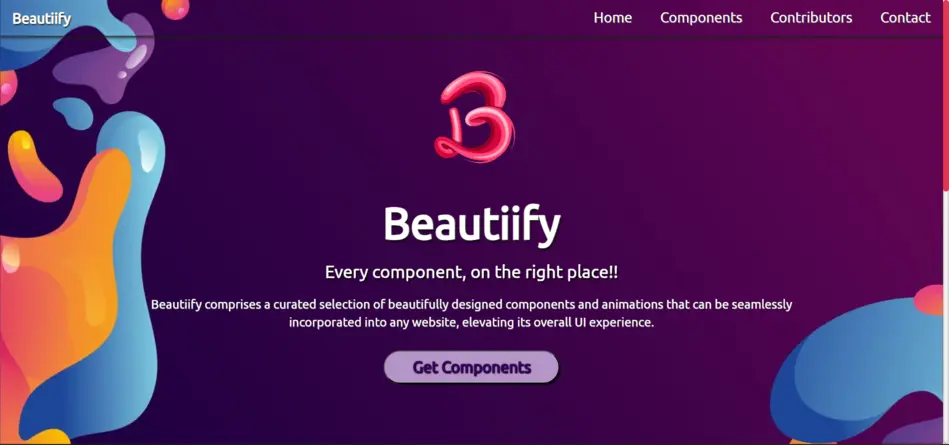 Beautiify
Home Components Contributors Contact
B
Beautiify
Every component, on the right place!!
Beautiify comprises a curated selection of beautifully designed components and animations that can be seamlessly
incorporated into any website, elevating its overall UI experience.
Get Components